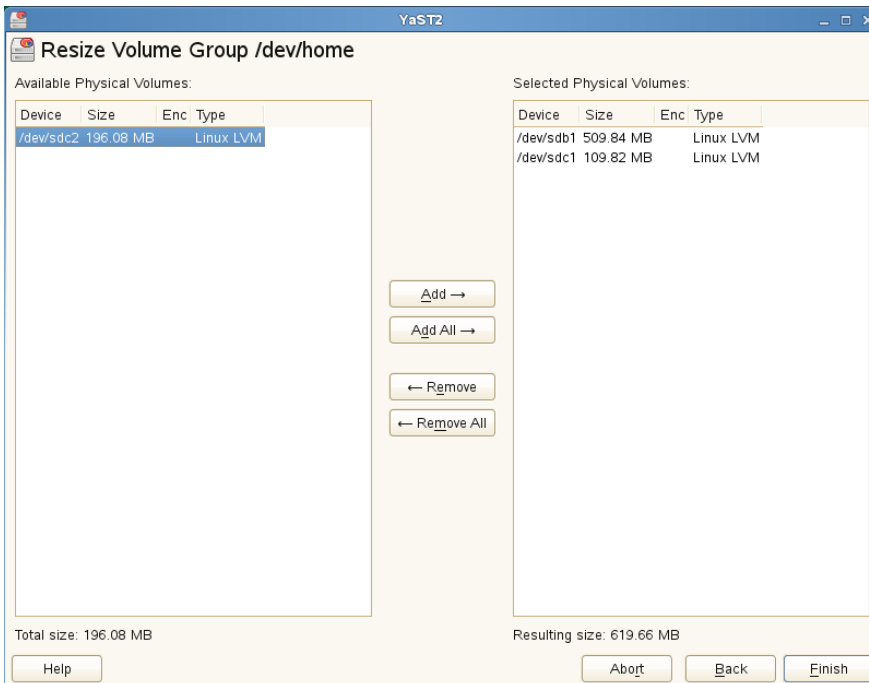 YaST2
Resize Volume Group /dev/home
Available Physical Volumes:
Device Size Enc Type
/dev/sdc2 196.08 MB Linux LVM
Total size: 196.08 MB
Add →
Add All →
← Remove
← Remove All
Selected Physical Volumes:
Device Size Enc Type
/dev/sdb1 509.84 MB Linux LVM
/dev/sdc1 109.82 MB Linux LVM
Resulting size: 619.66 MB
Help
Abort
Back
Finish